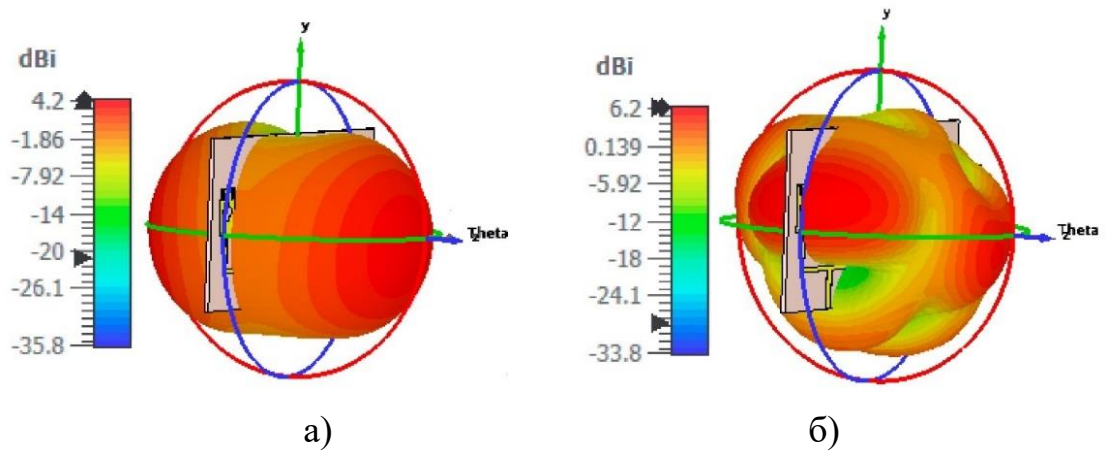 y
dBi
4.2
-1.86
-7.92
-14
-20
-26.1
-35.8
Theta
z
а)
y
dBi
6.2
0.139
-5.92
-12
-18
-24.1
-33.8
Theta
z
б)